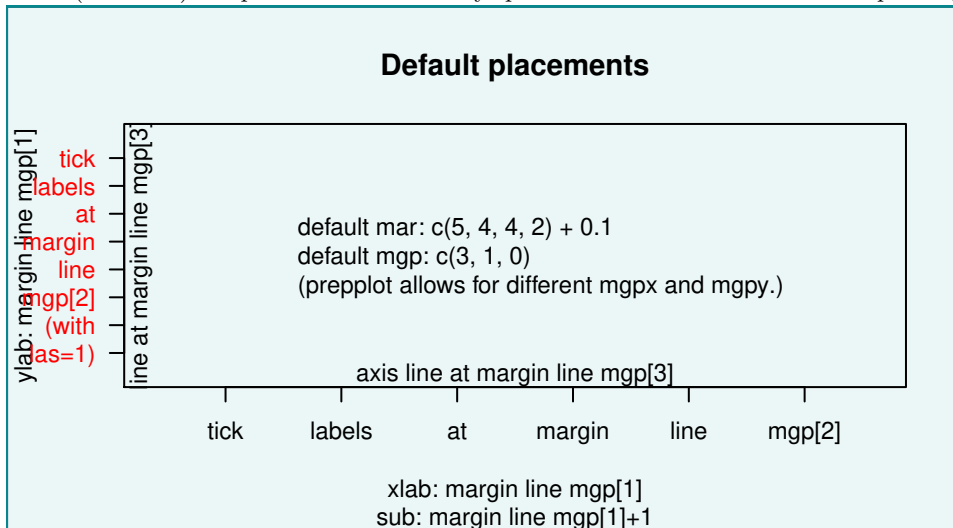 Default placements
ylab: margin line mgp[1]
tick
labels
at
margin
line
mgp[2]
(with
las=1)
line at margin line mgp[3]
default mar: c(5, 4, 4, 2) + 0.1
default mgp: c(3, 1, 0)
(prepplot allows for different mgpx and mgpy.)
axis line at margin line mgp[3]
tick labels at margin line mgp[2]
xlab: margin line mgp[1]
sub: margin line mgp[1]+1